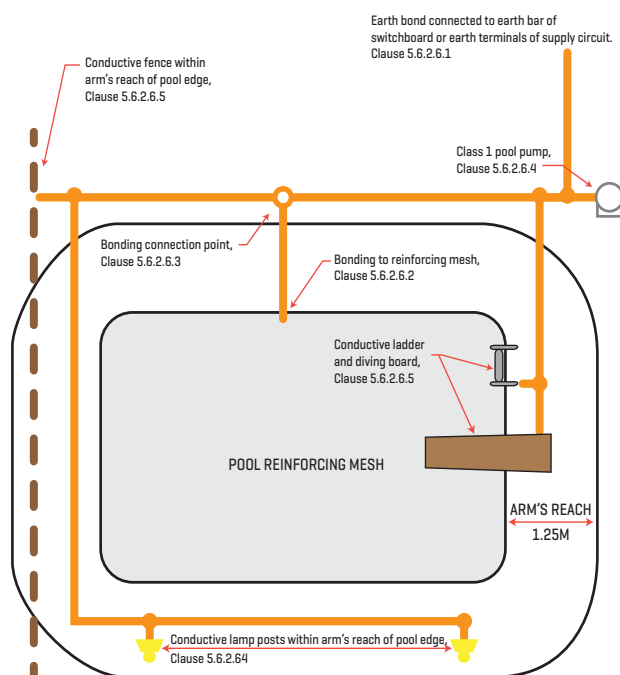 Earth bond connected to earth bar of
switchboard or earth terminals of supply circuit.
Clause 5.6.2.6.1
Conductive fence within
arm's reach of pool edge,
Clause 5.6.2.6.5
Class 1 pool pump,
Clause 5.6.2.6.4
Bonding connection point,
Clause 5.6.2.6.3
Bonding to reinforcing mesh,
Clause 5.6.2.6.2
Conductive ladder
and diving board,
Clause 5.6.2.6.5
POOL REINFORCING MESH
ARM'S REACH
1.25M
Conductive lamp posts within arm's reach of pool edge,
Clause 5.6.2.64